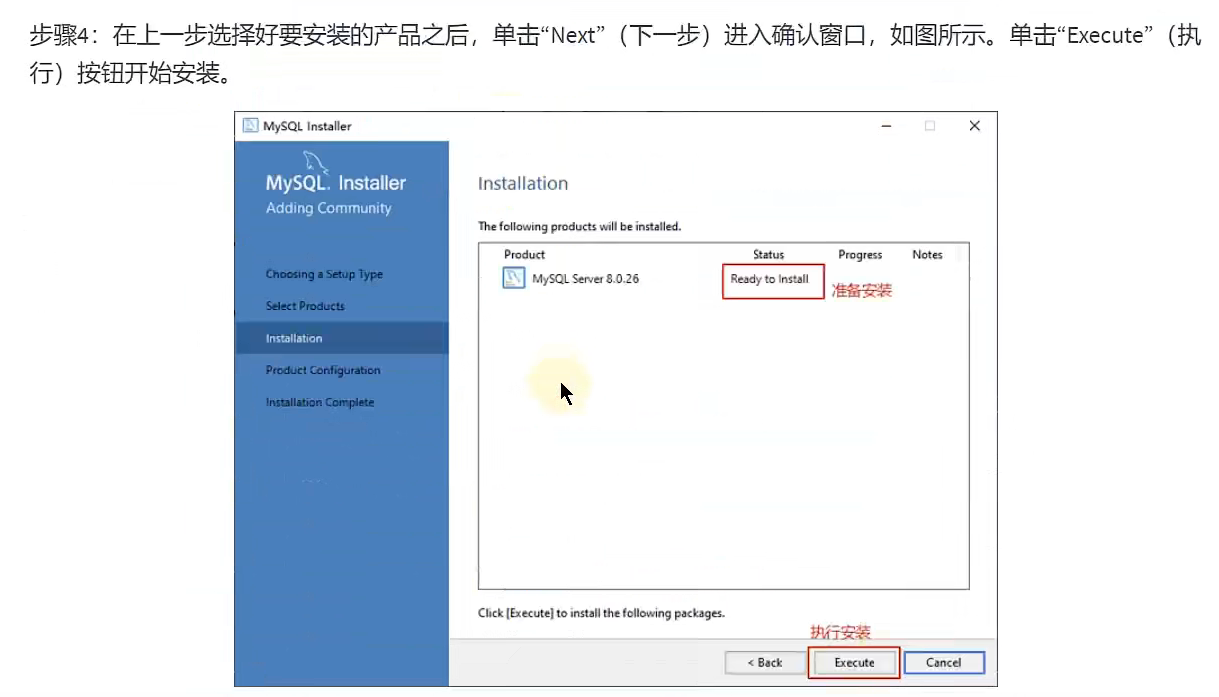 步骤4：在上一步选择好要安装的产品之后，单击“Next”（下一步）进入确认窗口，如图所示。单击“Execute”（执
行）按钮开始安装。
MySQL Installer
MySQL. Installer
Adding Community
Choosing a Setup Type
Select Products
Installation
Product Configuration
Installation Complete
Installation
The following products will be installed.
Product Status Progress Notes
MySQL Server 8.0.26 Ready to Install 准备安装
Click [Execute] to install the following packages.
执行安装
< Back Execute Cancel